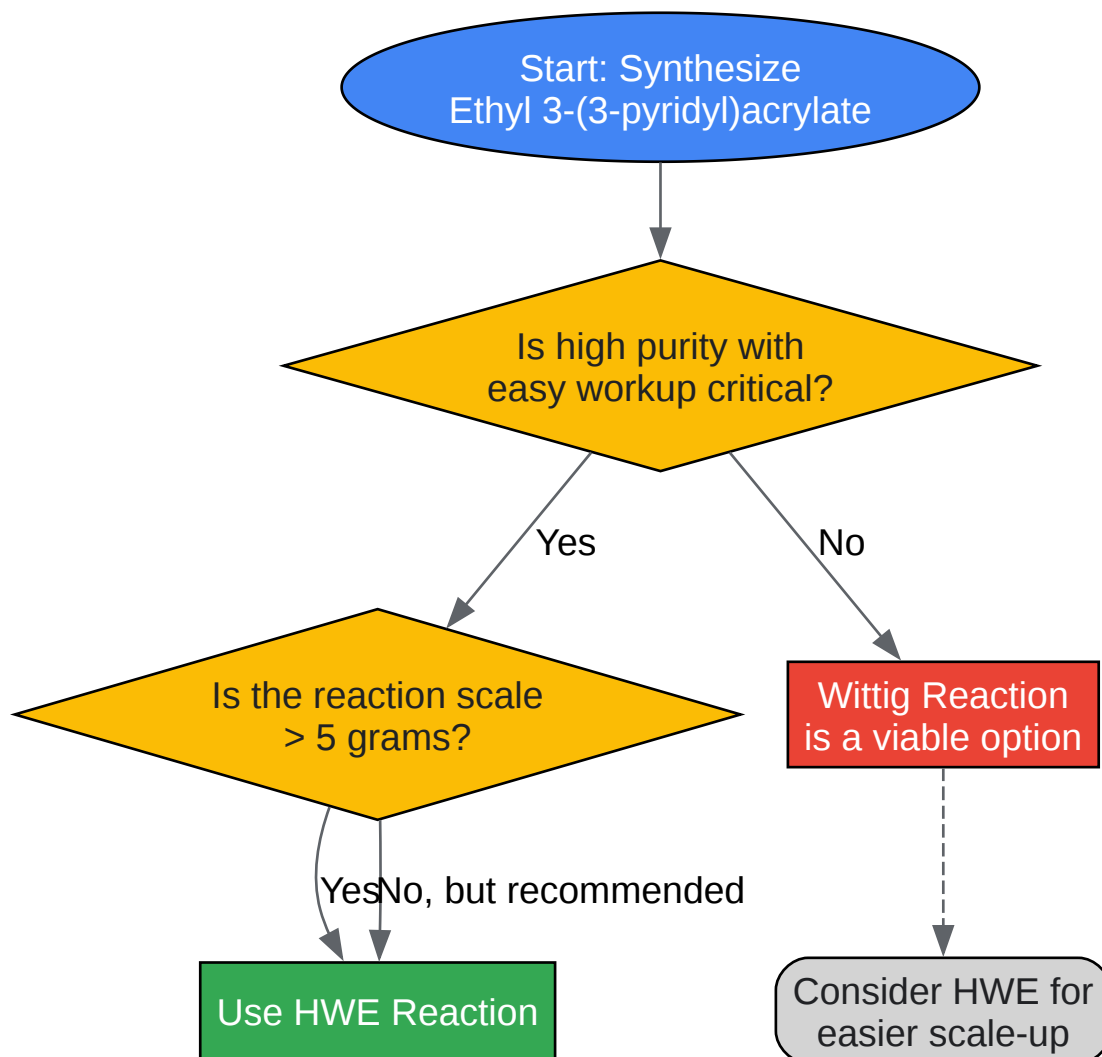 Start: Synthesize
Ethyl 3-(3-pyridyl)acrylate
Is high purity with
easy workup critical?
Yes
No
Is the reaction scale
> 5 grams?
Wittig Reaction
is a viable option
Yes
No, but recommended
Use HWE Reaction
Consider HWE for
easier scale-up